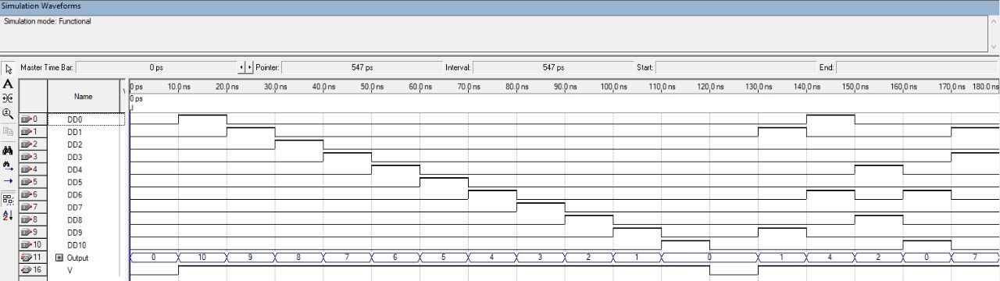 Simulation Waveforms
Simulation mode: Functional
Master Time Bar: 0 ps Pointer: 547 ps Interval: 547 ps Start: End:
Name 0 ps 10.0 ns 20.0 ns 30.0 ns 40.0 ns 50.0 ns 60.0 ns 70.0 ns 80.0 ns 90.0 ns 100.0 ns 110.0 ns 120.0 ns 130.0 ns 140.0 ns 150.0 ns 160.0 ns 170.0 ns 180.0 ns
0 ps
0 DD0
1 DD1
2 DD2
3 DD3
4 DD4
5 DD5
6 DD6
7 DD7
8 DD8
9 DD9
10 DD10
11 Output 0 10 9 8 7 6 5 4 3 2 1 0 1 4 2 0 7
16 V